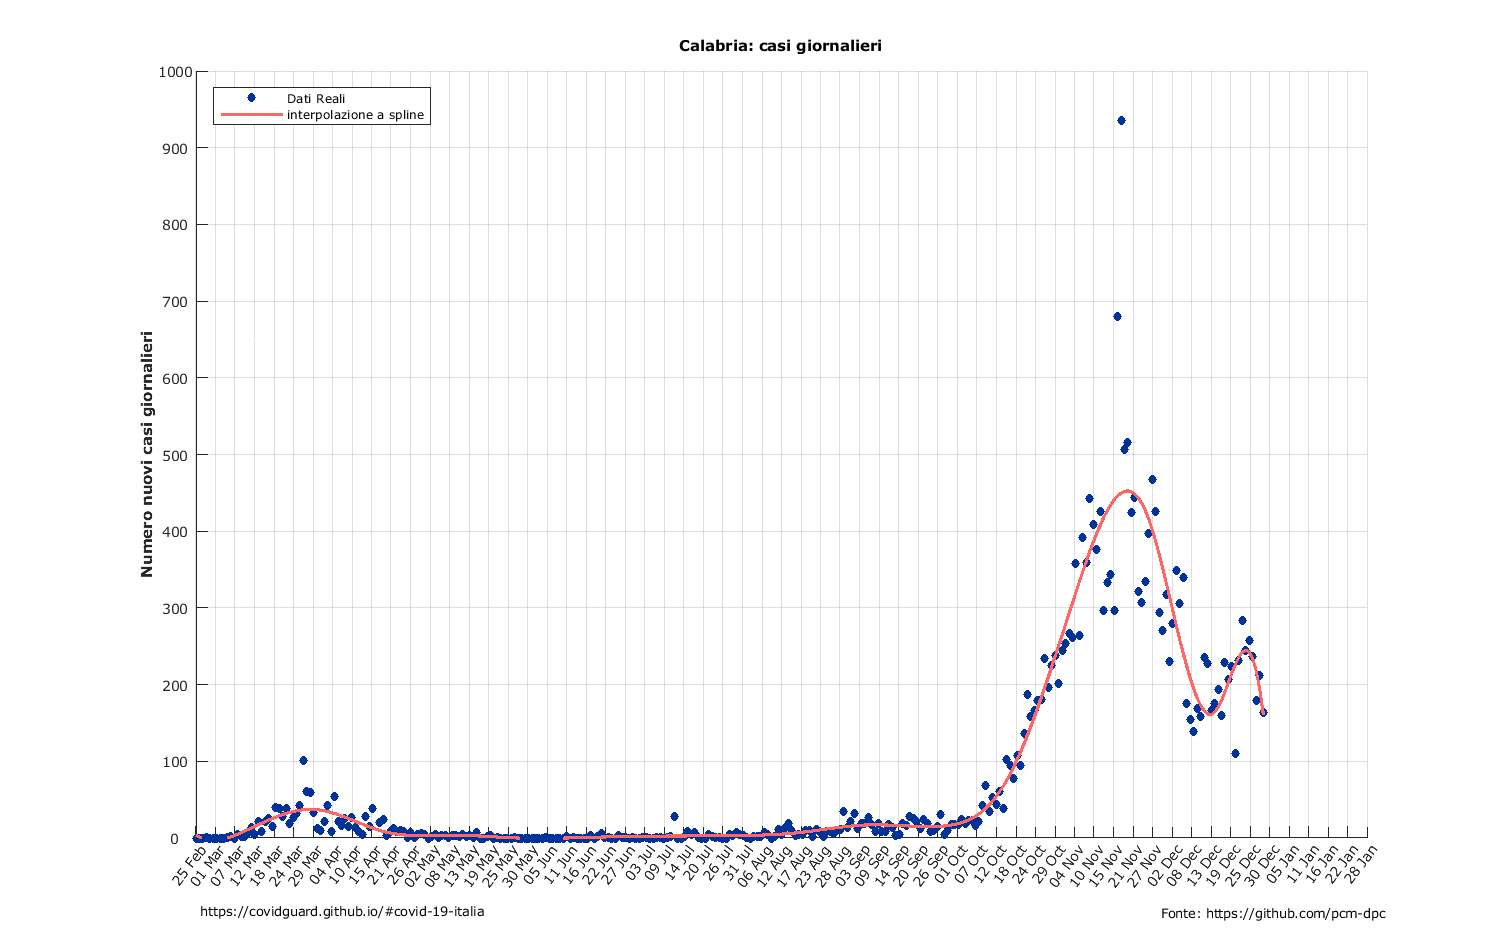 Calabria: casi giornalieri
Dati Reali
interpolazione a spline
Numero nuovi casi giornalieri
1000
900
800
700
600
500
400
300
200
100
0
25 Feb
01 Mar
07 Mar
12 Mar
18 Mar
24 Mar
29 Mar
04 Apr
10 Apr
15 Apr
21 Apr
26 Apr
02 May
08 May
13 May
19 May
25 May
30 May
05 Jun
11 Jun
16 Jun
22 Jun
27 Jun
03 Jul
09 Jul
14 Jul
20 Jul
26 Jul
31 Jul
06 Aug
12 Aug
17 Aug
23 Aug
28 Aug
03 Sep
09 Sep
14 Sep
20 Sep
26 Sep
01 Oct
07 Oct
12 Oct
18 Oct
24 Oct
29 Oct
04 Nov
10 Nov
15 Nov
21 Nov
27 Nov
02 Dec
08 Dec
13 Dec
19 Dec
25 Dec
30 Dec
05 Jan
11 Jan
16 Jan
22 Jan
28 Jan
https://covidguard.github.io/#covid-19-italia
Fonte: https://github.com/pcm-dpc